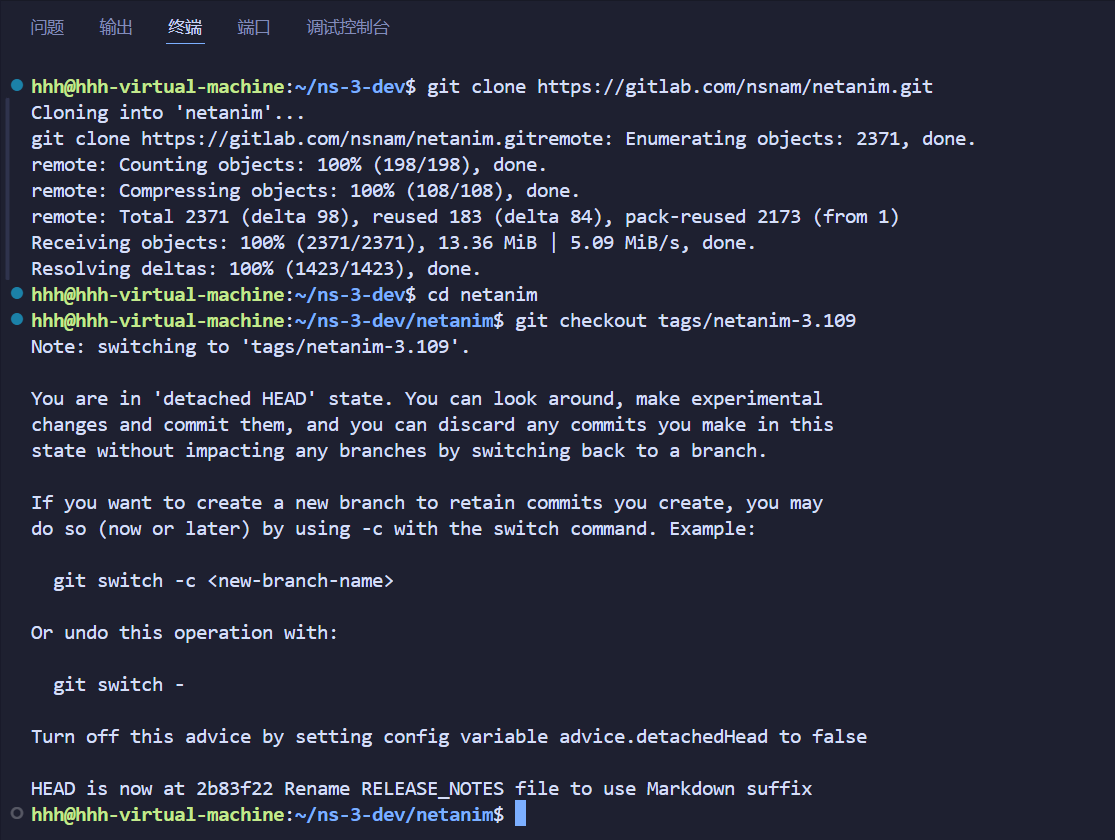 问题 输出 终端 端口 调试控制台
hhh@hhh-virtual-machine:~/ns-3-dev$ git clone https://gitlab.com/nsnam/netanim.git
Cloning into 'netanim'...
git clone https://gitlab.com/nsnam/netanim.gitremote: Enumerating objects: 2371, done.
remote: Counting objects: 100% (198/198), done.
remote: Compressing objects: 100% (108/108), done.
remote: Total 2371 (delta 98), reused 183 (delta 84), pack-reused 2173 (from 1)
Receiving objects: 100% (2371/2371), 13.36 MiB | 5.09 MiB/s, done.
Resolving deltas: 100% (1423/1423), done.
hhh@hhh-virtual-machine:~/ns-3-dev$ cd netanim
hhh@hhh-virtual-machine:~/ns-3-dev/netanim$ git checkout tags/netanim-3.109
Note: switching to 'tags/netanim-3.109'.
You are in 'detached HEAD' state. You can look around, make experimental
changes and commit them, and you can discard any commits you make in this
state without impacting any branches by switching back to a branch.
If you want to create a new branch to retain commits you create, you may
do so (now or later) by using -c with the switch command. Example:
git switch -c <new-branch-name>
Or undo this operation with:
git switch -
Turn off this advice by setting config variable advice.detachedHead to false
HEAD is now at 2b83f22 Rename RELEASE_NOTES file to use Markdown suffix
hhh@hhh-virtual-machine:~/ns-3-dev/netanim$